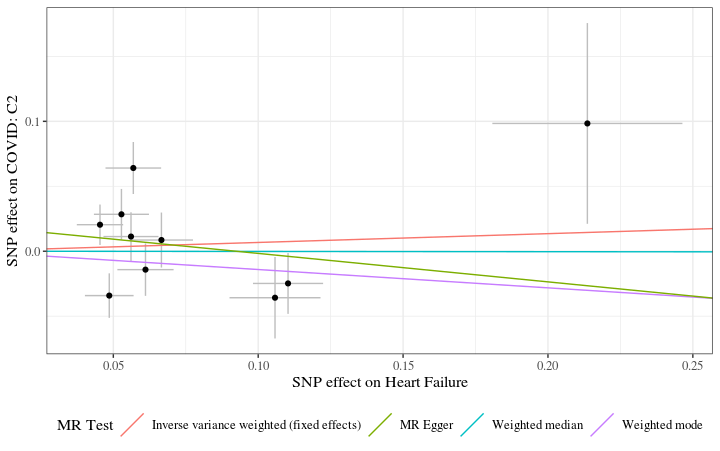 SNP effect on COVID: C2
0.1
0.0
0.05
0.10
0.15
0.20
0.25
SNP effect on Heart Failure
MR Test
Inverse variance weighted (fixed effects)
MR Egger
Weighted median
Weighted mode